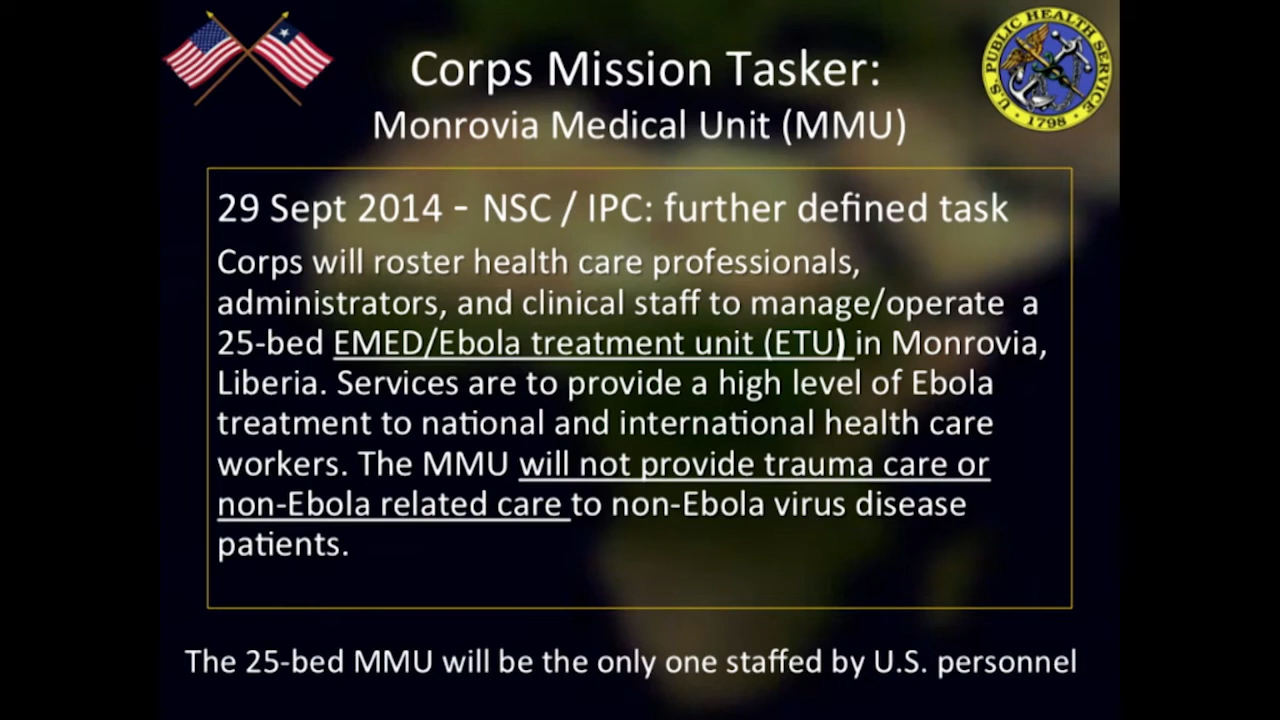 Corps Mission Tasker:
Monrovia Medical Unit (MMU)
U.S. PUBLIC HEALTH SERVICE
1798
29 Sept 2014 - NSC / IPC: further defined task
Corps will roster health care professionals,
administrators, and clinical staff to manage/operate a
25-bed EMED/Ebola treatment unit (ETU) in Monrovia,
Liberia. Services are to provide a high level of Ebola
treatment to national and international health care
workers. The MMU will not provide trauma care or
non-Ebola related care to non-Ebola virus disease
patients.
The 25-bed MMU will be the only one staffed by U.S. personnel